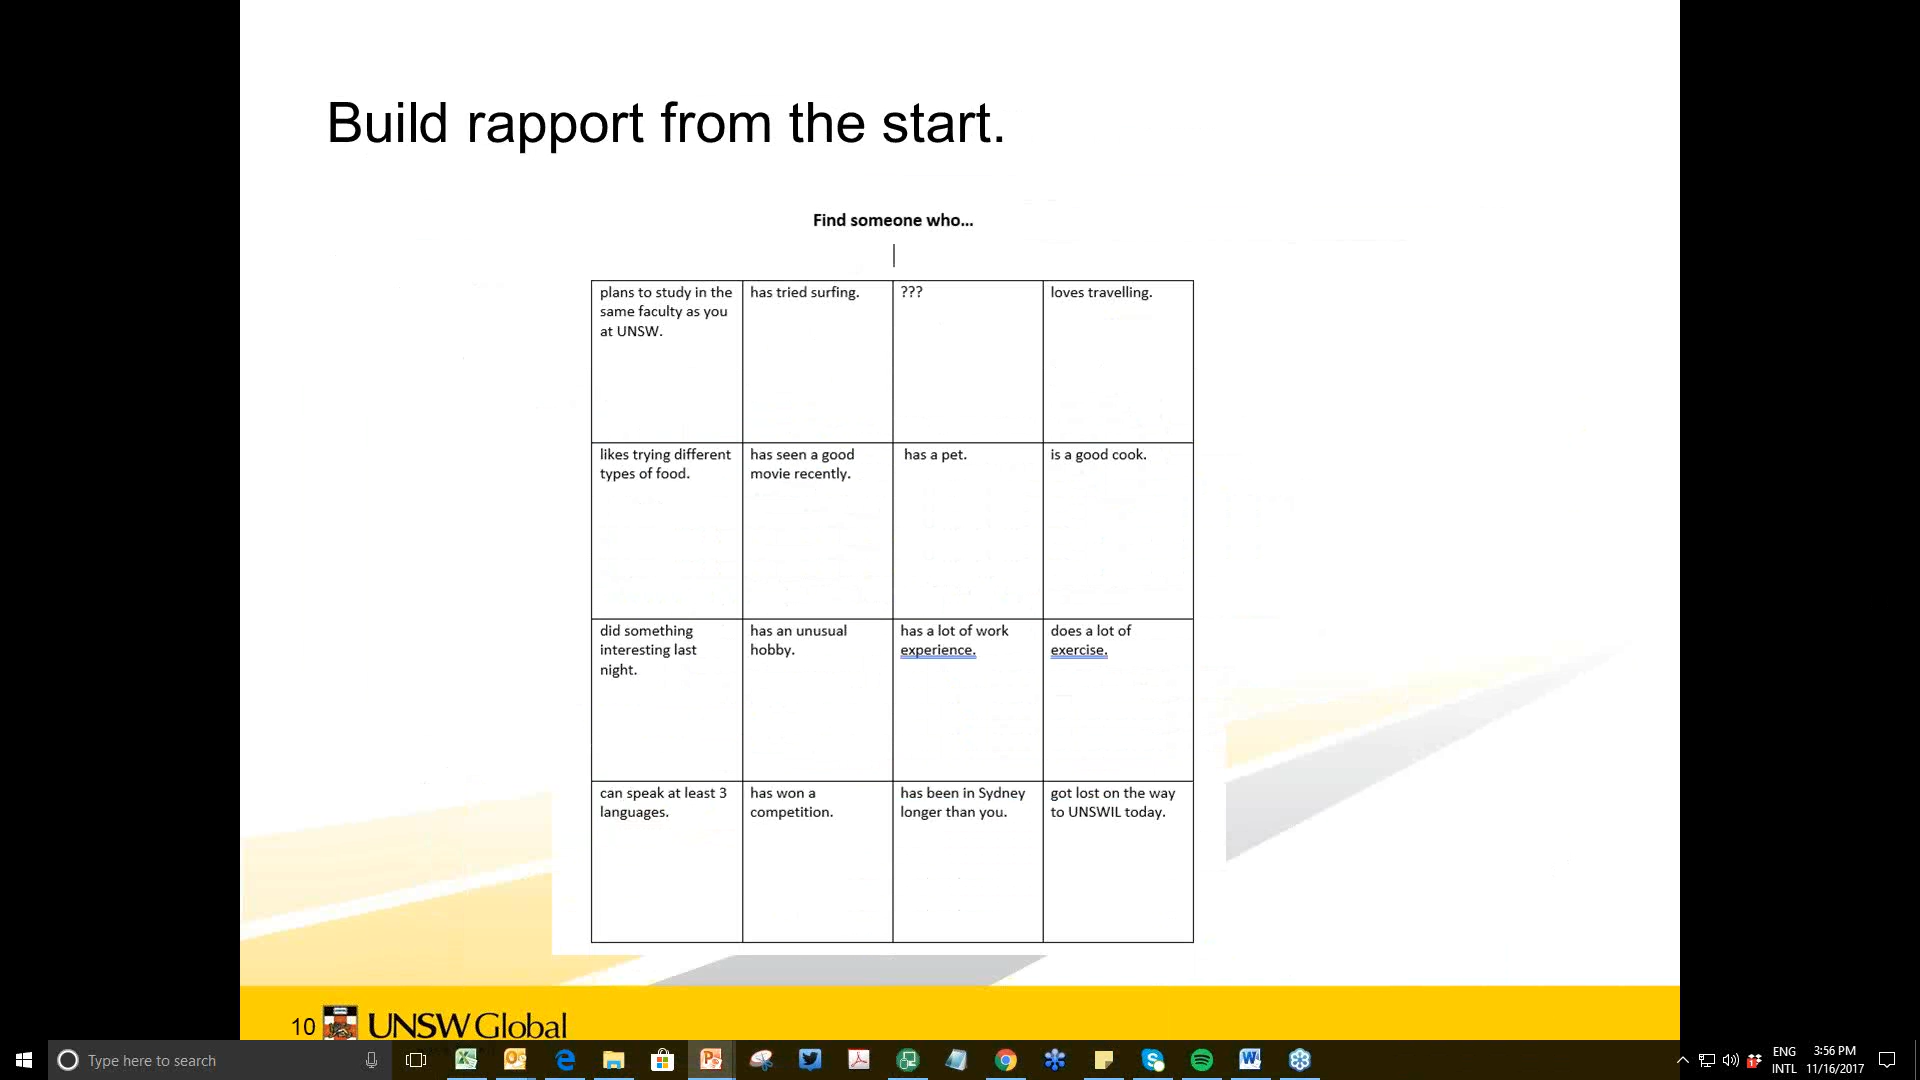 Build rapport from the start.
Find someone who...
plans to study in the
same faculty as you
at UNSW.
has tried surfing.
???
loves travelling.
likes trying different
types of food.
has seen a good
movie recently.
has a pet.
is a good cook.
did something
interesting last
night.
has an unusual
hobby.
has a lot of work
experience.
does a lot of
exercise.
can speak at least 3
languages.
has won a
competition.
has been in Sydney
longer than you.
got lost on the way
to UNSWIL today.
10
UNSW Global
Type here to search
ENG
INTL
3:56 PM
11/16/2017